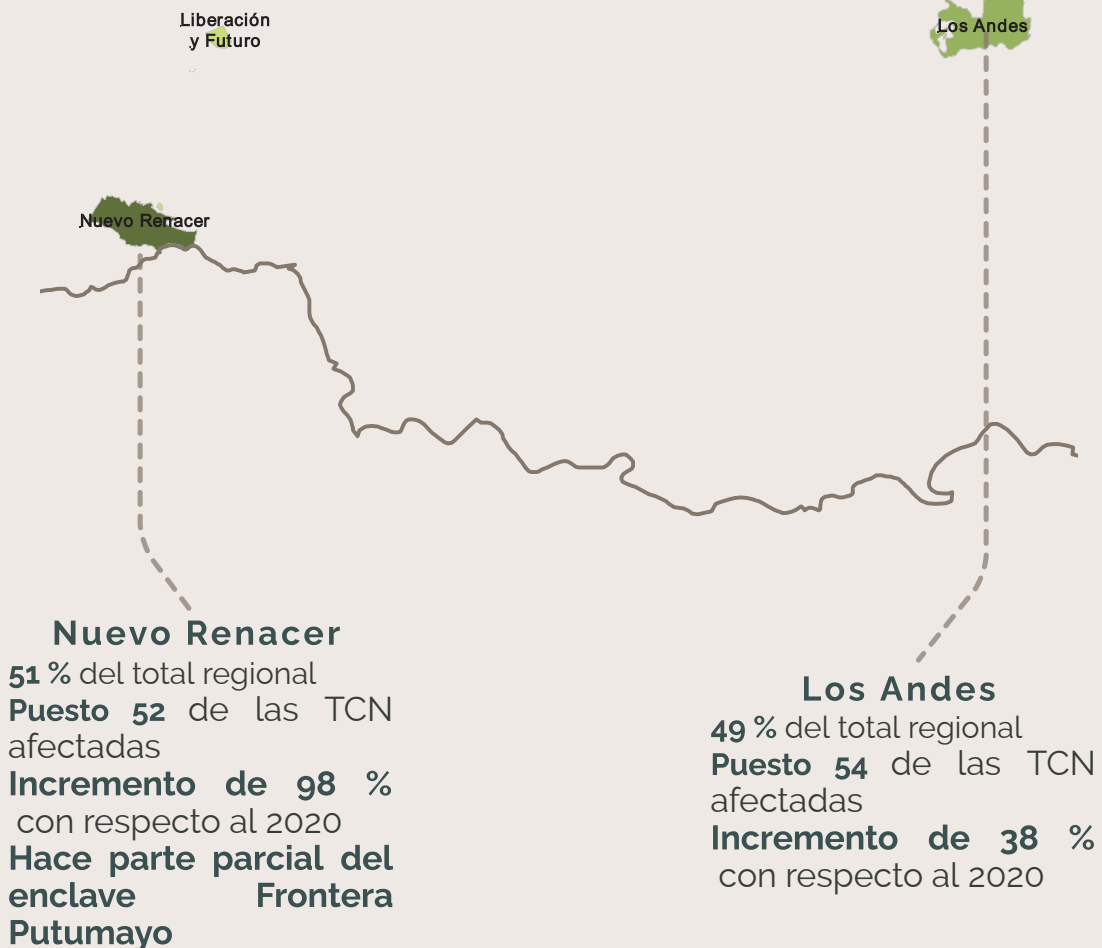 Liberación
y Futuro
Los Andes
Nuevo Renacer
Nuevo Renacer
51 % del total regional
Puesto 52 de las TCN
afectadas
Incremento de 98 %
con respecto al 2020
Hace parte parcial del
enclave Frontera
Putumayo
Los Andes
49 % del total regional
Puesto 54 de las TCN
afectadas
Incremento de 38 %
con respecto al 2020